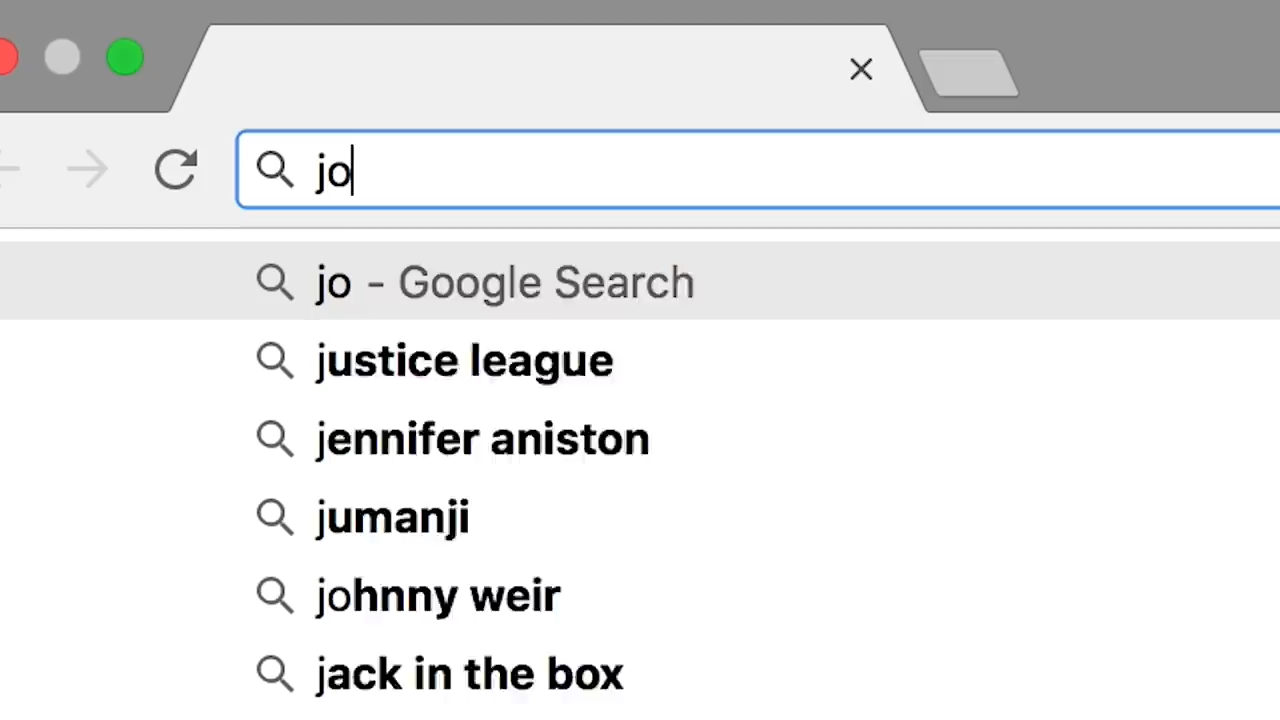 jo
jo - Google Search
justice league
jennifer aniston
jumanji
johnny weir
jack in the box